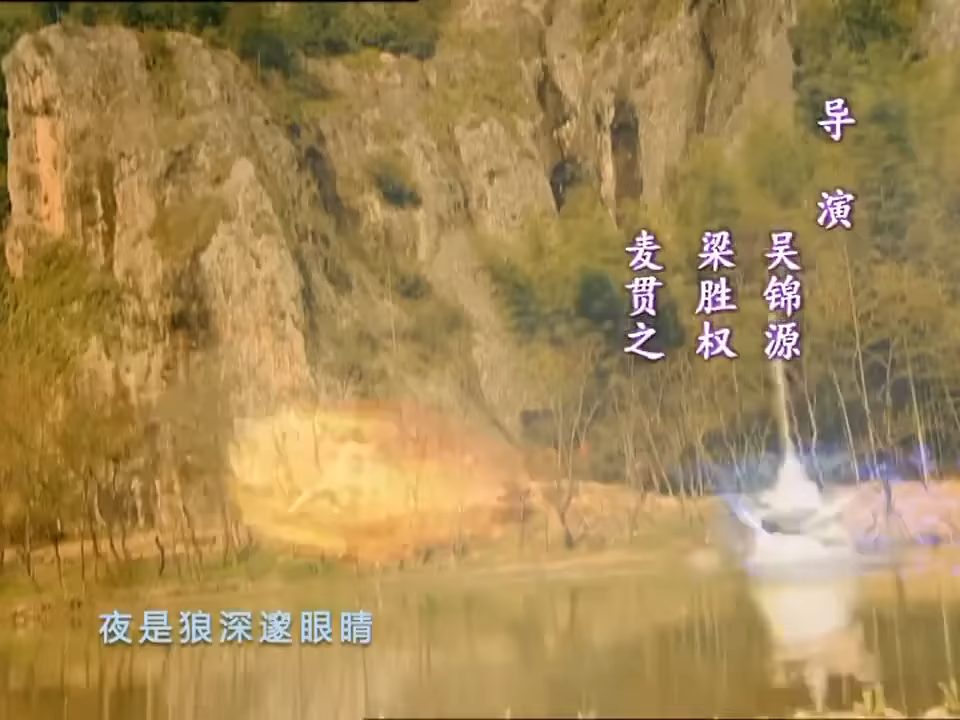 导演
吴锦源
梁胜权
麦贯之
夜是狼深邃眼睛